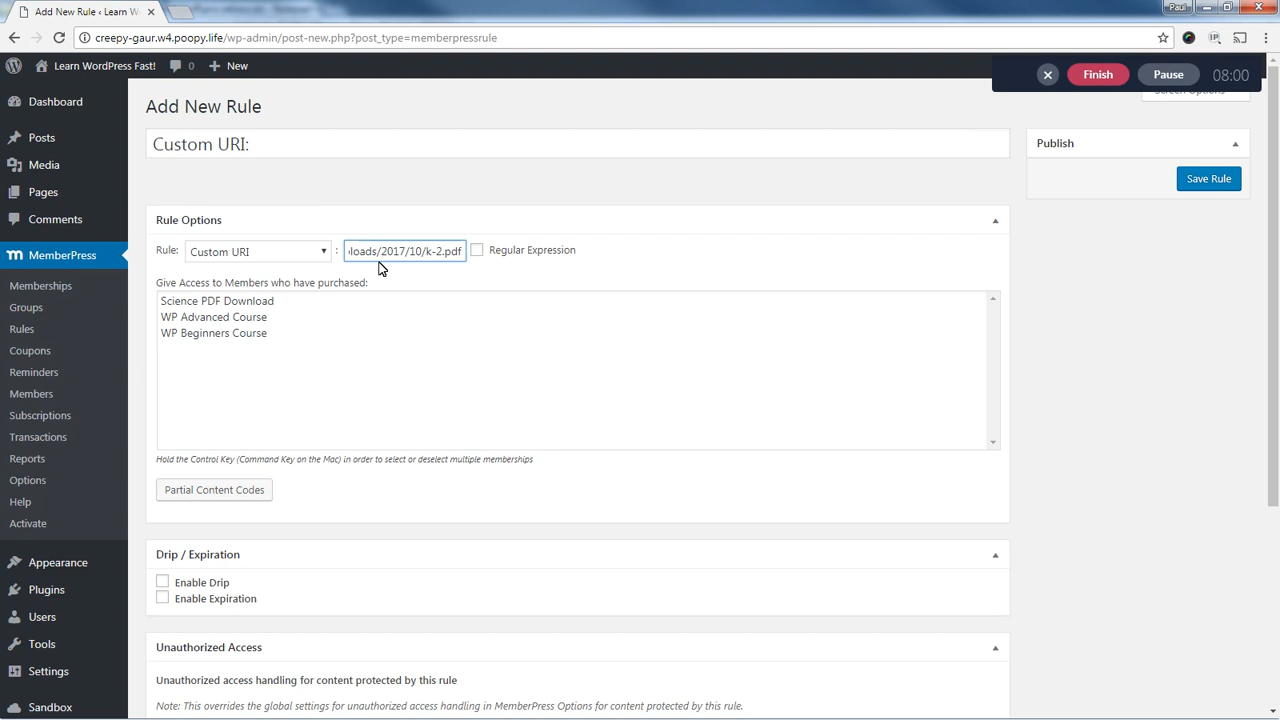 Add New Rule ‹ Learn W
Paul
creepy-gaur.w4.poopy.life/wp-admin/post-new.php?post_type=memberpressrule
Learn WordPress Fast!
0
New
Finish
Pause
08:00
Screen Options
Dashboard
Posts
Media
Pages
Comments
MemberPress
Memberships
Groups
Rules
Coupons
Reminders
Members
Subscriptions
Transactions
Reports
Options
Help
Activate
Appearance
Plugins
Users
Tools
Settings
Sandbox
Add New Rule
Custom URI:
Publish
Save Rule
Rule Options
Rule: Custom URI : loads/2017/10/k-2.pdf Regular Expression
Give Access to Members who have purchased:
Science PDF Download
WP Advanced Course
WP Beginners Course
Hold the Control Key (Command Key on the Mac) in order to select or deselect multiple memberships
Partial Content Codes
Drip / Expiration
Enable Drip
Enable Expiration
Unauthorized Access
Unauthorized access handling for content protected by this rule
Note: This overrides the global settings for unauthorized access handling in MemberPress Options for content protected by this rule.